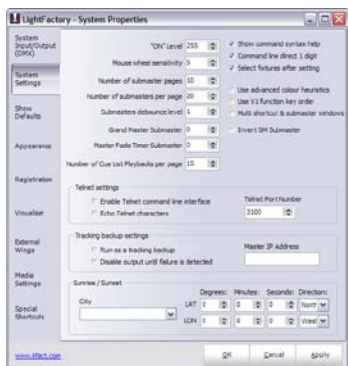 LightFactory - System Properties
System Input/Output (DMX)
System Settings
Show Defaults
Appearance
Registration
Visualiser
External Wings
Media Settings
Special Shortcuts
"ON" Level 255
Mouse wheel sensitivity 5
Number of submaster pages 10
Number of submasters per page 20
Submasters debounce level 1
Grand Master Submaster 0
Master Fade Timer Submaster 0
Number of Cue List Playbacks per page 15
Show command syntax help
Command line direct 1 digit
Select fixtures after setting
Use advanced colour heuristics
Use V1 function key order
Multi shortcut & submaster windows
Invert GM Submaster
Telnet settings
Enable Telnet command line interface
Echo Telnet characters
Telnet Port Number
3100
Tracking backup settings
Run as a tracking backup
Disable output until failure is detected
Master IP Address
Sunrise / Sunset
City
Degrees: Minutes: Seconds: Direction:
LAT 0 0 0 North
LON 0 0 0 West
www.lifact.com
OK Cancel Apply